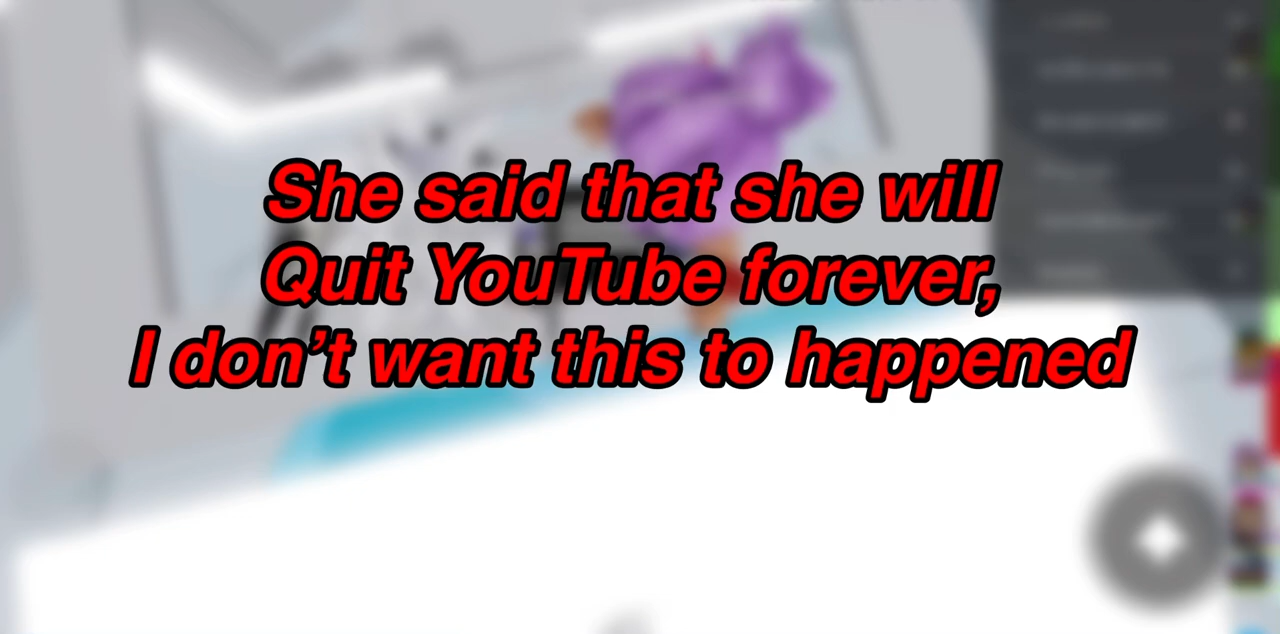 She said that she will
Quit YouTube forever,
I don’t want this to happened